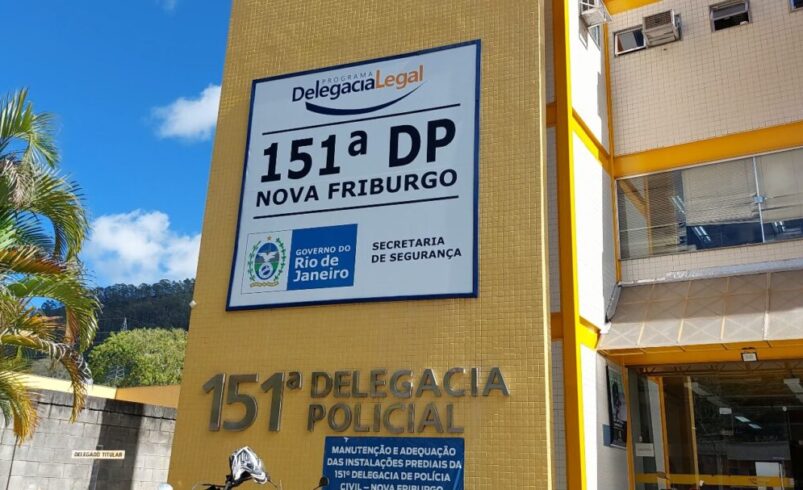 PROGRAMA
DelegaciaLegal
151ª DP
NOVA FRIBURGO
GOVERNO DO
Rio de
Janeiro
SECRETARIA
DE SEGURANÇA
151ª DELEGACIA
POLICIAL
DELEGADO TITULAR
MANUTENÇÃO E ADEQUAÇÃO
DAS INSTALAÇÕES PREDIAIS DA
151ª DELEGACIA DE POLÍCIA
CIVIL – NOVA FRIBURGO